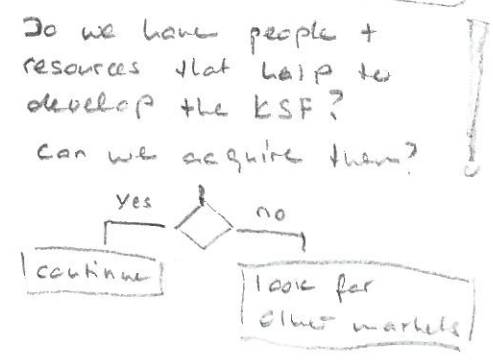 Do we have people +
resources that help to
develop the KSF?
can we acquire them?
yes
no
continue
look for
other markets